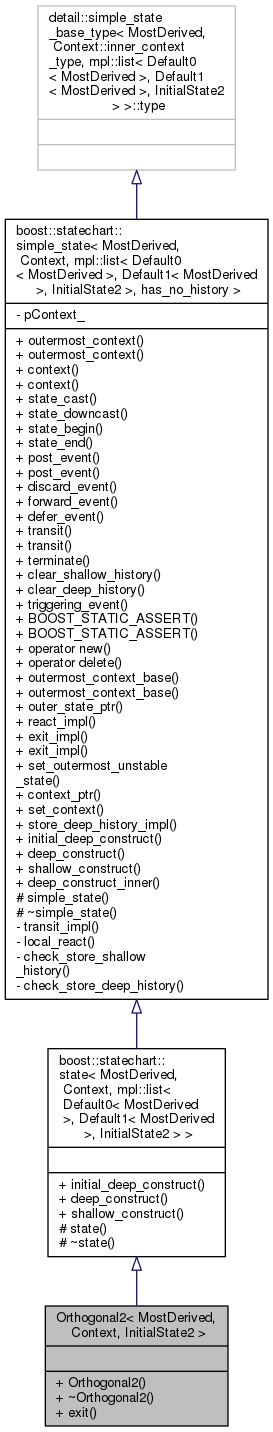 detail::simple_state
_base_type< MostDerived,
Context::inner_context
_type, mpl::list< Default0
< MostDerived >, Default1
< MostDerived >, InitialState2
> >::type
boost::statechart::
simple_state< MostDerived,
Context, mpl::list< Default0
< MostDerived >, Default1< MostDerived
>, InitialState2 >, has_no_history >
- pContext_
+ outermost_context()
+ outermost_context()
+ context()
+ context()
+ state_cast()
+ state_downcast()
+ state_begin()
+ state_end()
+ post_event()
+ post_event()
+ discard_event()
+ forward_event()
+ defer_event()
+ transit()
+ transit()
+ terminate()
+ clear_shallow_history()
+ clear_deep_history()
+ triggering_event()
+ BOOST_STATIC_ASSERT()
+ BOOST_STATIC_ASSERT()
+ operator new()
+ operator delete()
+ outermost_context_base()
+ outermost_context_base()
+ outer_state_ptr()
+ react_impl()
+ exit_impl()
+ exit_impl()
+ set_outermost_unstable
_state()
+ context_ptr()
+ set_context()
+ store_deep_history_impl()
+ initial_deep_construct()
+ deep_construct()
+ shallow_construct()
+ deep_construct_inner()
# simple_state()
# ~simple_state()
- transit_impl()
- local_react()
- check_store_shallow
_history()
- check_store_deep_history()
boost::statechart::
state< MostDerived,
Context, mpl::list<
Default0< MostDerived
>, Default1< MostDerived
>, InitialState2 > >
+ initial_deep_construct()
+ deep_construct()
+ shallow_construct()
# state()
# ~state()
Orthogonal2< MostDerived,
Context, InitialState2 >
+ Orthogonal2()
+ ~Orthogonal2()
+ exit()